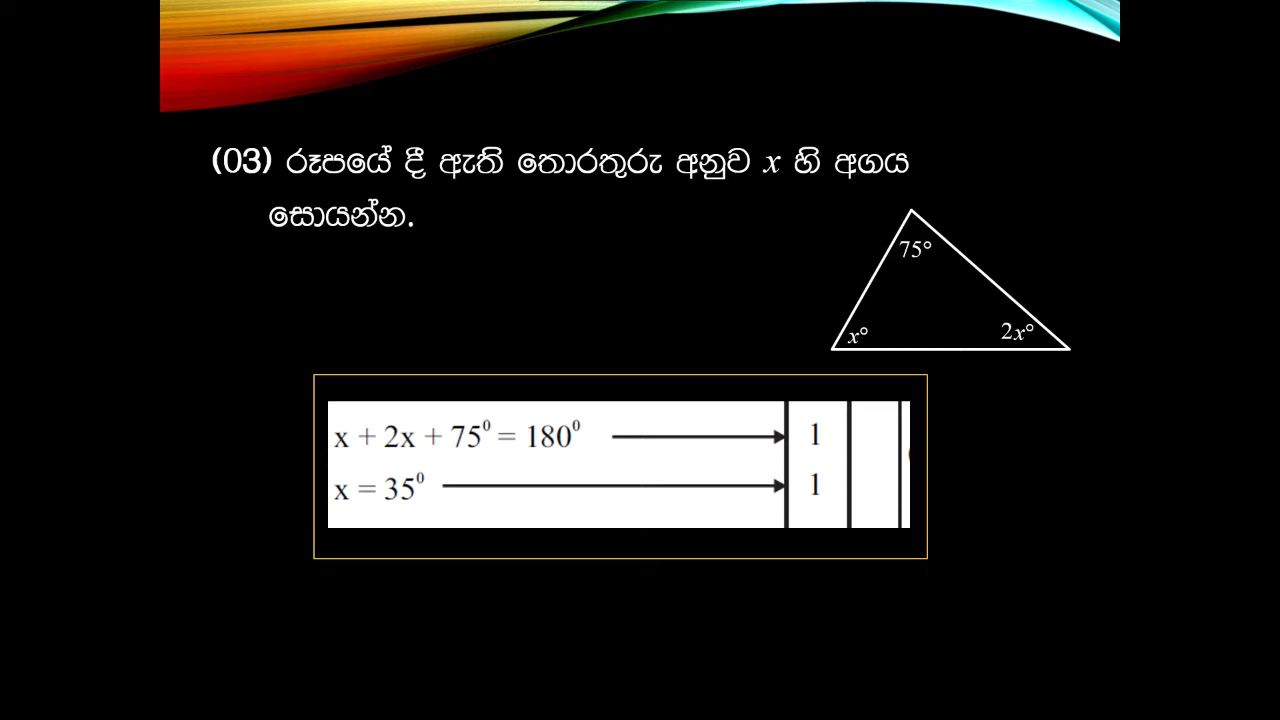 (03) රූපයේ දී ඇති තොරතුරු අනුව x හි අගය
සොයන්න.
75°
x°
2x°
x + 2x + 75⁰ = 180⁰ 1
x = 35⁰ 1